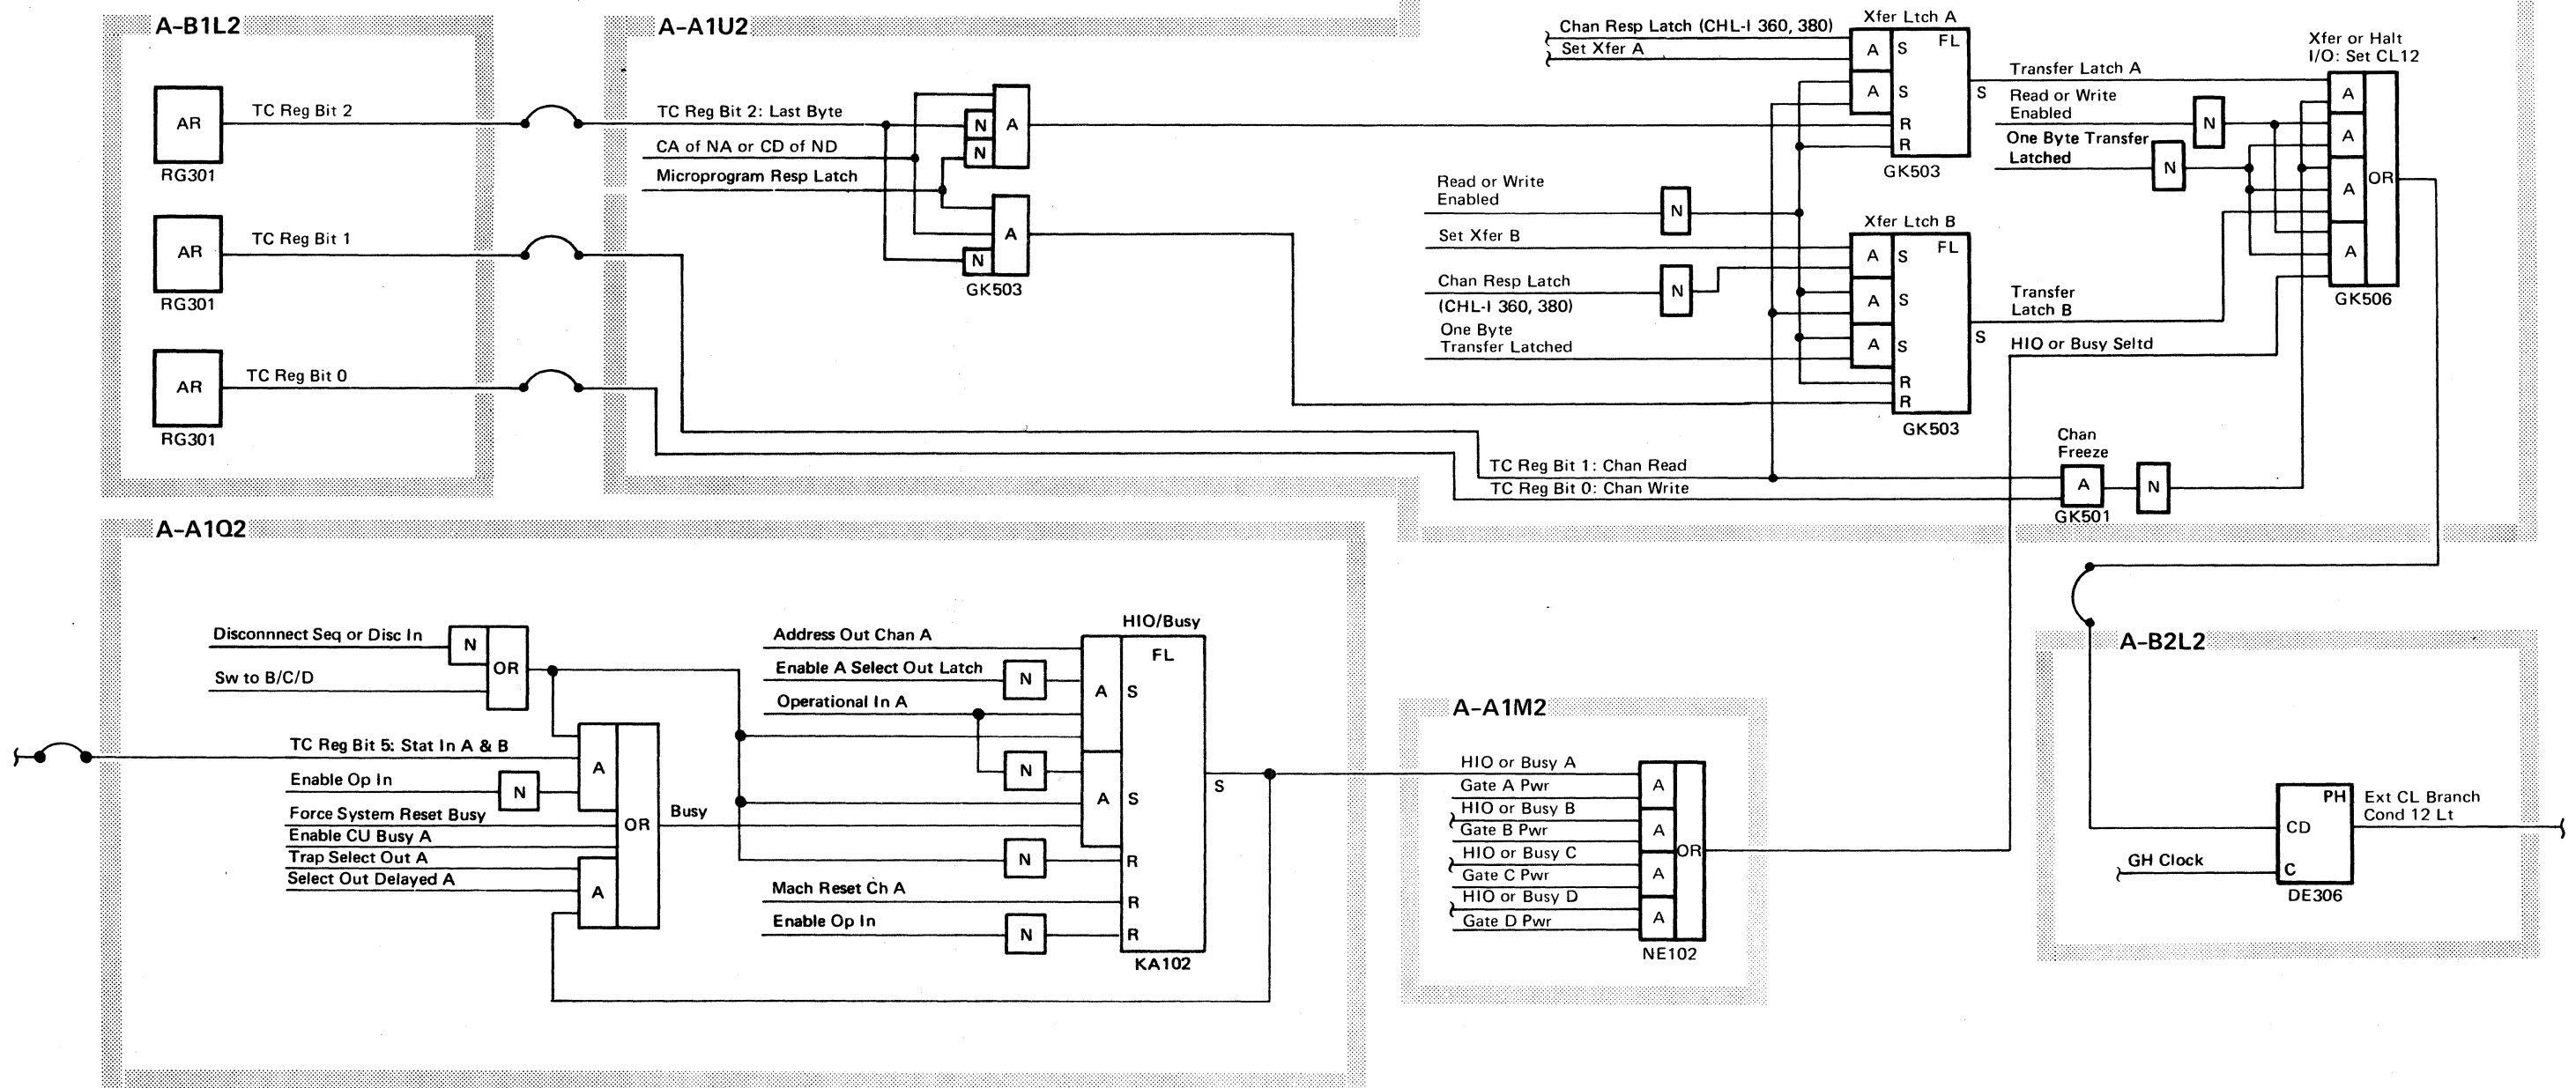 A-B1L2
AR
TC Reg Bit 2
RG301
AR
TC Reg Bit 1
RG301
AR
TC Reg Bit 0
RG301
A-A1U2
TC Reg Bit 2: Last Byte
CA of NA or CD of ND
Microprogram Resp Latch
N
N
A
N
A
GK503
Chan Resp Latch (CHL-I 360, 380)
Set Xfer A
Xfer Ltch A
A
S
FL
A
S
R
R
GK503
S
Read or Write
Enabled
N
Set Xfer B
Chan Resp Latch
(CHL-I 360, 380)
N
One Byte
Transfer Latched
Xfer Ltch B
A
S
FL
A
S
A
S
R
R
GK503
S
Transfer Latch A
Read or Write
Enabled
N
One Byte Transfer
Latched
N
Transfer
Latch B
HIO or Busy Seltd
Xfer or Halt
I/O: Set CL12
A
A
A
A
OR
GK506
TC Reg Bit 1: Chan Read
TC Reg Bit 0: Chan Write
Chan
Freeze
A
N
GK501
A-A1Q2
Disconnnect Seq or Disc In
N
OR
Sw to B/C/D
TC Reg Bit 5: Stat In A & B
Enable Op In
N
A
Force System Reset Busy
Enable CU Busy A
Trap Select Out A
Select Out Delayed A
A
OR
Busy
Address Out Chan A
Enable A Select Out Latch
N
Operational In A
N
N
Mach Reset Ch A
Enable Op In
N
HIO/Busy
FL
A
S
A
S
R
R
R
KA102
S
A-A1M2
HIO or Busy A
Gate A Pwr
HIO or Busy B
Gate B Pwr
HIO or Busy C
Gate C Pwr
HIO or Busy D
Gate D Pwr
A
A
A
A
OR
NE102
A-B2L2
PH
CD
C
GH Clock
DE306
Ext CL Branch
Cond 12 Lt